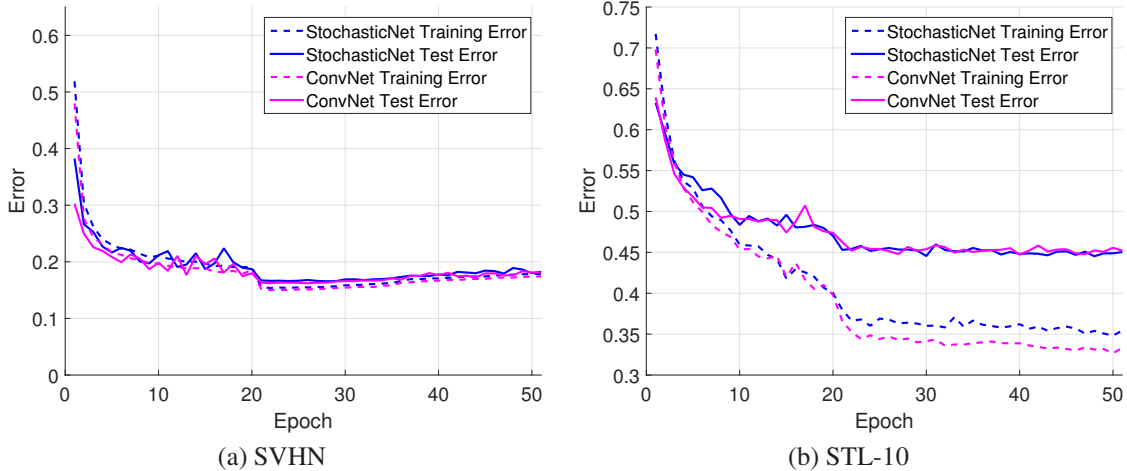 0.6
0.5
0.4
0.3
0.2
0.1
0
Error
0 10 20 30 40 50
Epoch
StochasticNet Training Error
StochasticNet Test Error
ConvNet Training Error
ConvNet Test Error
(a) SVHN
0.75
0.7
0.65
0.6
0.55
0.5
0.45
0.4
0.35
0.3
Error
0 10 20 30 40 50
Epoch
StochasticNet Training Error
StochasticNet Test Error
ConvNet Training Error
ConvNet Test Error
(b) STL-10